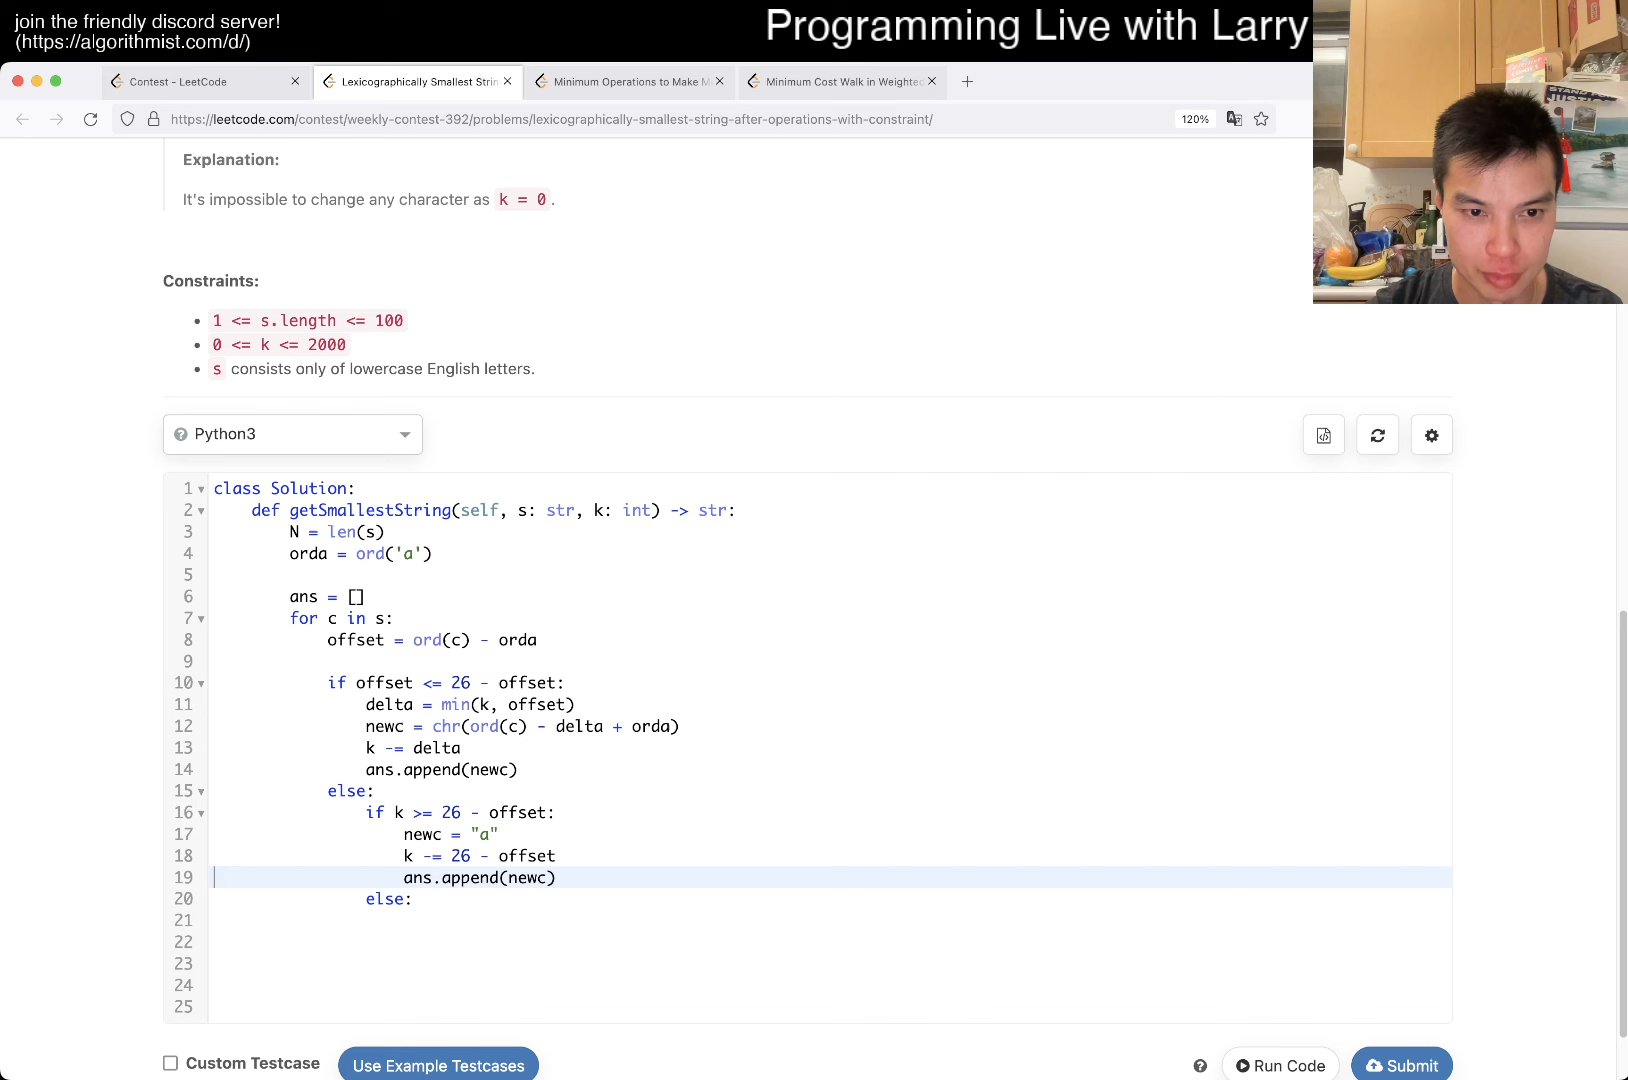 join the friendly discord server!
(https://algorithmist.com/d/)
Programming Live with Larry
Contest - LeetCode
Lexicographically Smallest Strin
Minimum Operations to Make M
Minimum Cost Walk in Weighted
https://leetcode.com/contest/weekly-contest-392/problems/lexicographically-smallest-string-after-operations-with-constraint/
120%
Explanation:
It's impossible to change any character as k = 0.
Constraints:
1 <= s.length <= 100
0 <= k <= 2000
s consists only of lowercase English letters.
Python3
1 class Solution:
2 def getSmallestString(self, s: str, k: int) -> str:
3 N = len(s)
4 orda = ord('a')
5
6 ans = []
7 for c in s:
8 offset = ord(c) - orda
9
10 if offset <= 26 - offset:
11 delta = min(k, offset)
12 newc = chr(ord(c) - delta + orda)
13 k -= delta
14 ans.append(newc)
15 else:
16 if k >= 26 - offset:
17 newc = "a"
18 k -= 26 - offset
19 ans.append(newc)
20 else:
21
22
23
24
25
Custom Testcase
Use Example Testcases
Run Code
Submit